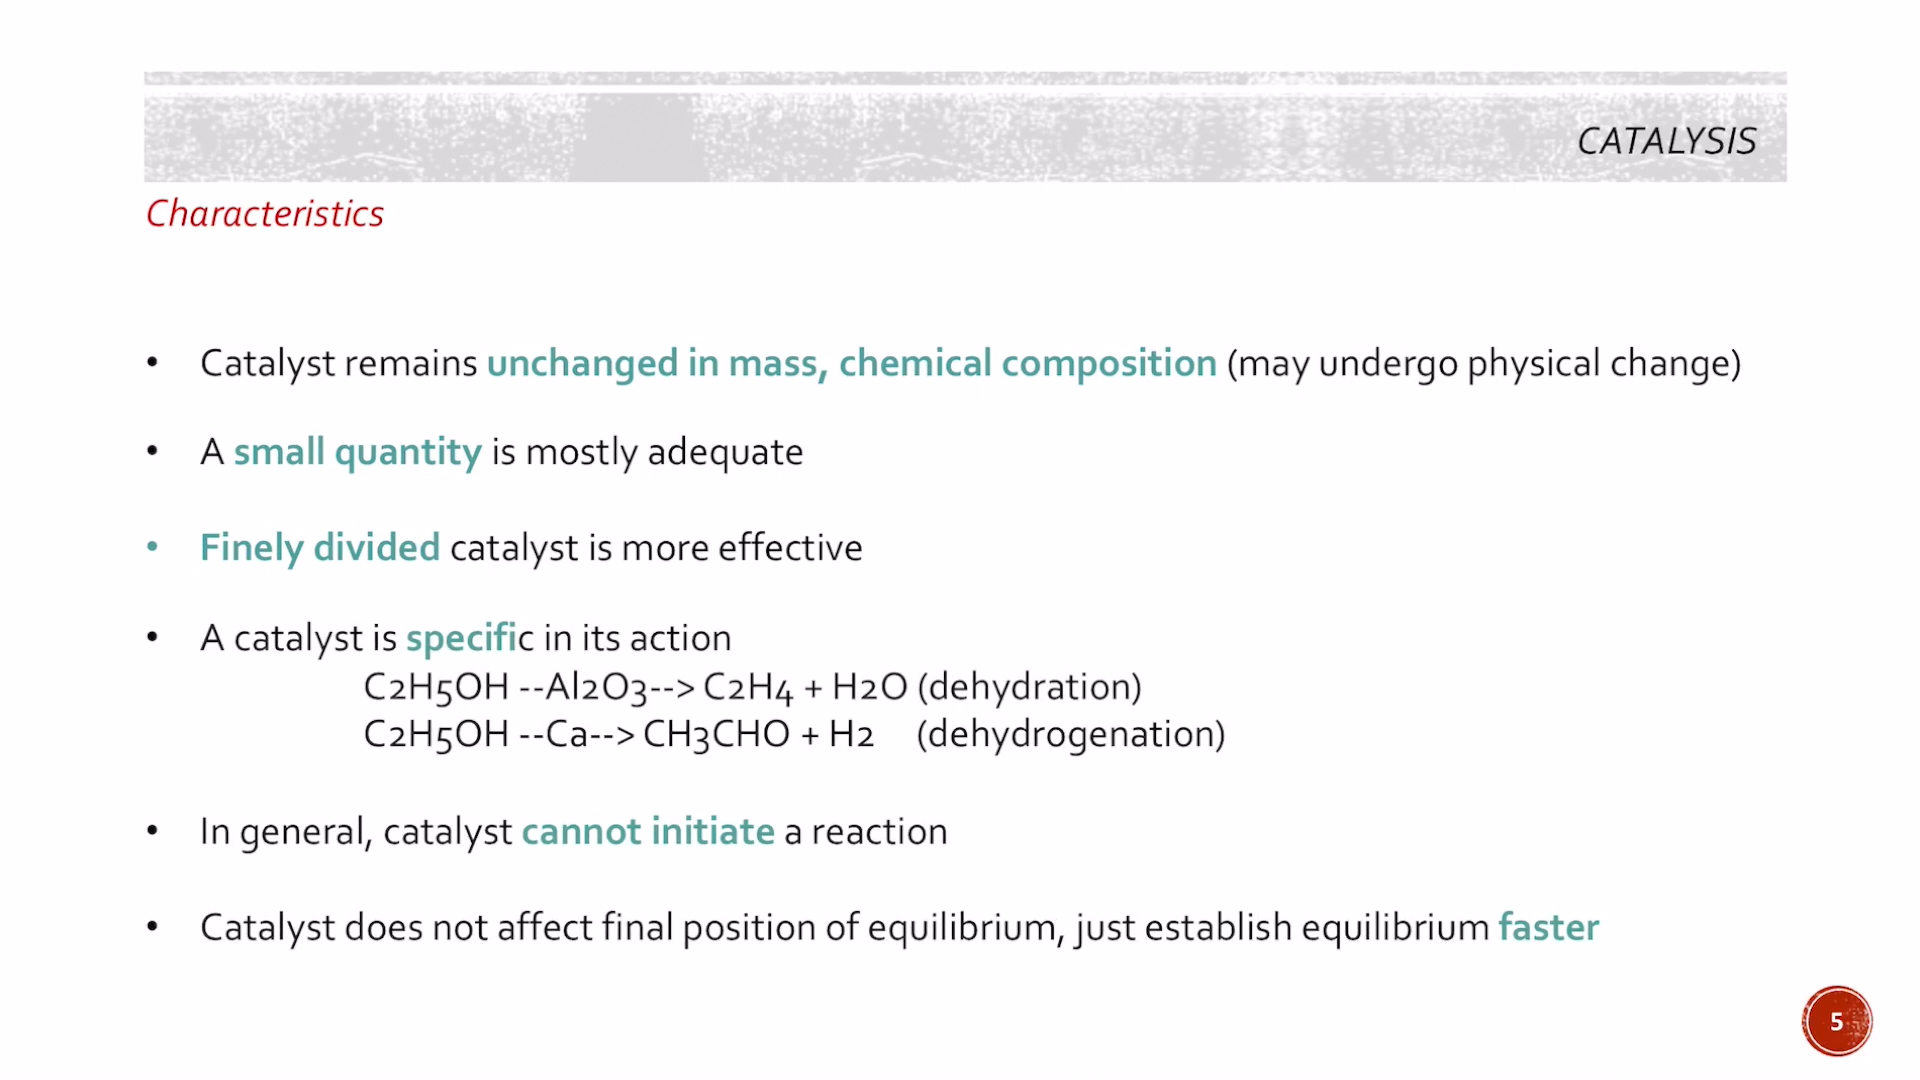 CATALYSIS
Characteristics
• Catalyst remains unchanged in mass, chemical composition (may undergo physical change)
• A small quantity is mostly adequate
• Finely divided catalyst is more effective
• A catalyst is specific in its action
C2H5OH --Al2O3--> C2H4 + H2O (dehydration)
C2H5OH --Ca--> CH3CHO + H2 (dehydrogenation)
• In general, catalyst cannot initiate a reaction
• Catalyst does not affect final position of equilibrium, just establish equilibrium faster
5